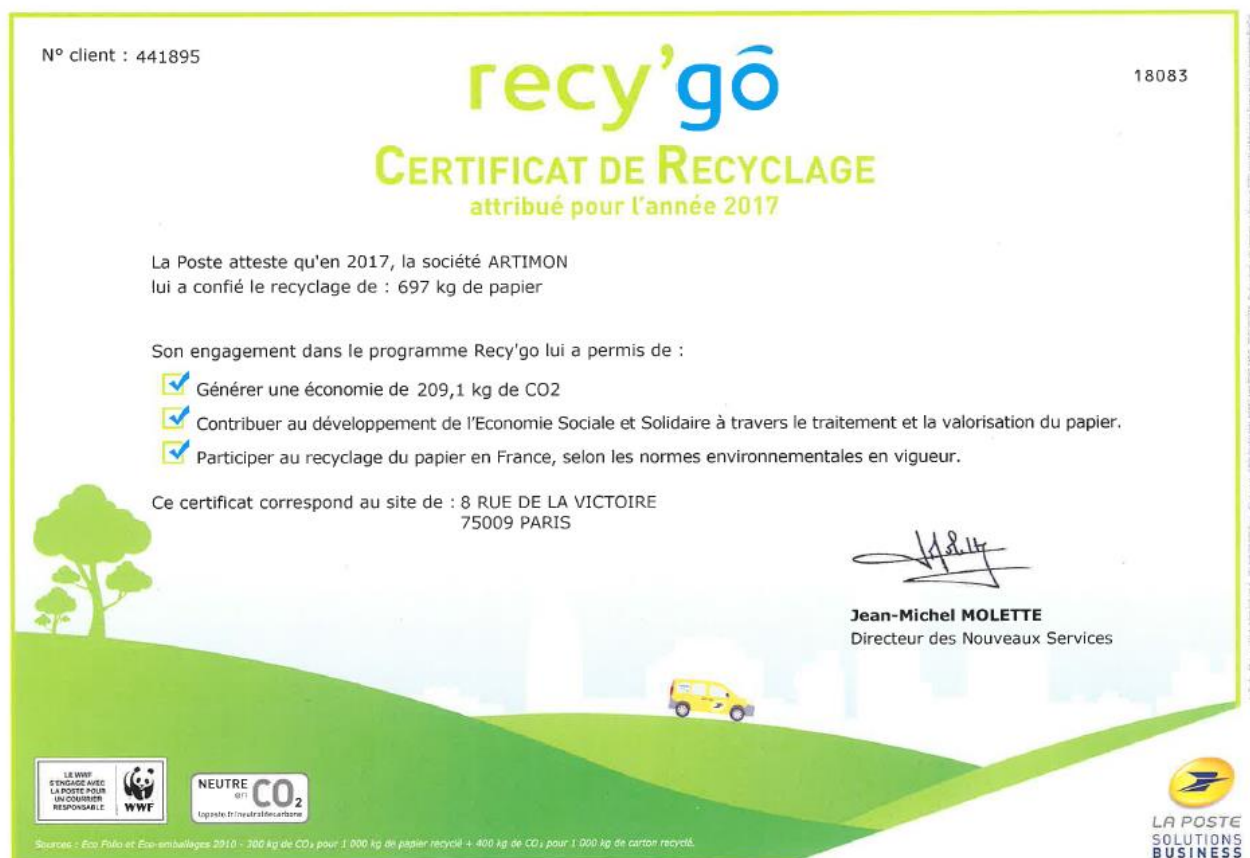 N° client : 441895
18083
recy'gô
CERTIFICAT DE RECYCLAGE
attribué pour l'année 2017
La Poste atteste qu'en 2017, la société ARTIMON
lui a confié le recyclage de : 697 kg de papier
Son engagement dans le programme Recy'go lui a permis de :
Générer une économie de 209,1 kg de CO2
Contribuer au développement de l'Economie Sociale et Solidaire à travers le traitement et la valorisation du papier.
Participer au recyclage du papier en France, selon les normes environnementales en vigueur.
Ce certificat correspond au site de : 8 RUE DE LA VICTOIRE
75009 PARIS
Jean-Michel MOLETTE
Directeur des Nouveaux Services
LE WWF
S'ENGAGE AVEC
LA POSTE POUR
UN COURRIER
RESPONSABLE
WWF
NEUTRE
en CO2
laposte.fr/neutralitecarbone
Sources : Eco Folio et Eco-emballages 2010 - 300 kg de CO2 pour 1 000 kg de papier recyclé + 400 kg de CO2 pour 1 000 kg de carton recyclé.
LA POSTE
SOLUTIONS
BUSINESS